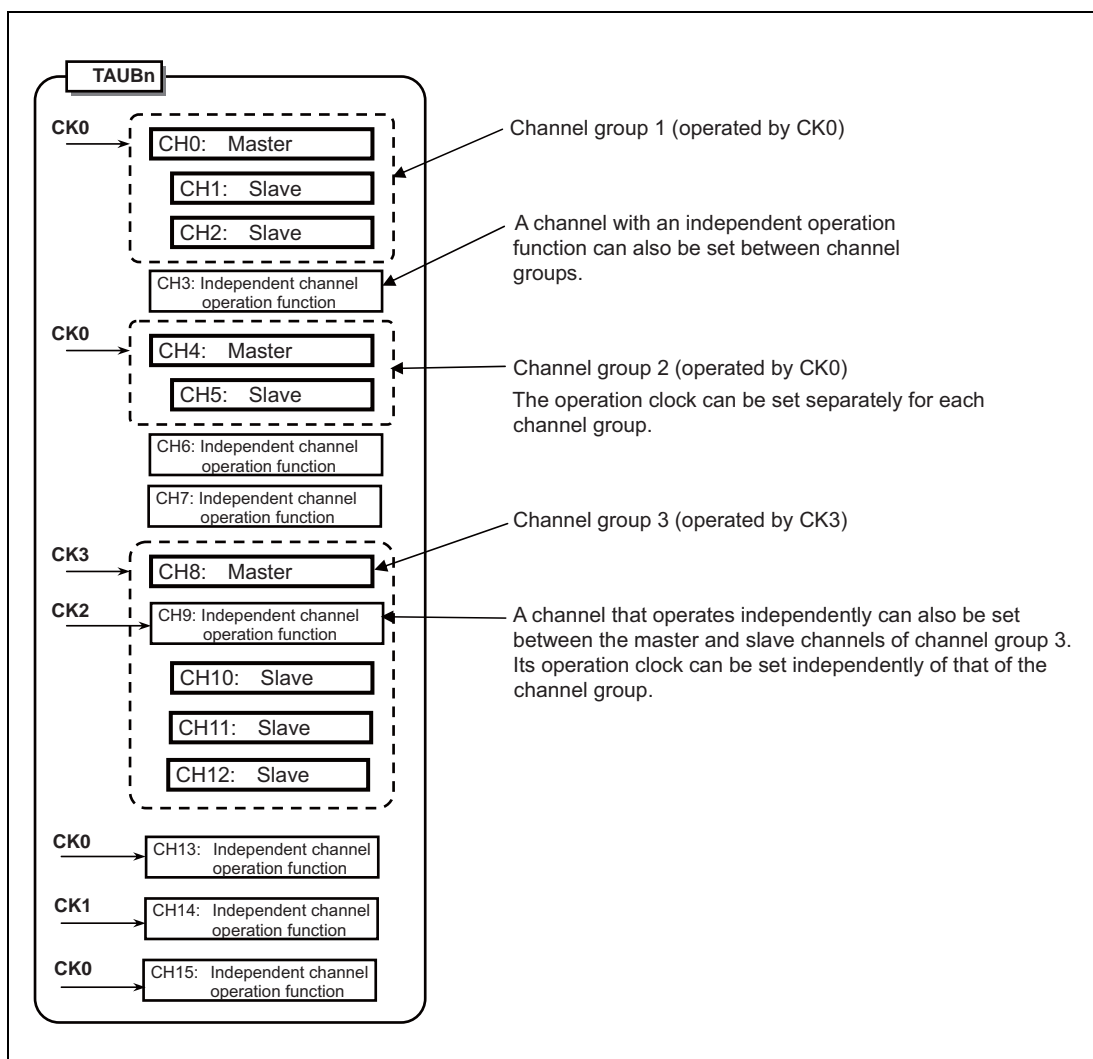 TAUBn
CK0
CH0: Master
CH1: Slave
CH2: Slave
Channel group 1 (operated by CK0)
CH3: Independent channel
operation function
A channel with an independent operation
function can also be set between channel
groups.
CK0
CH4: Master
CH5: Slave
Channel group 2 (operated by CK0)
The operation clock can be set separately for each
channel group.
CH6: Independent channel
operation function
CH7: Independent channel
operation function
CK3
CH8: Master
Channel group 3 (operated by CK3)
CK2
CH9: Independent channel
operation function
A channel that operates independently can also be set
between the master and slave channels of channel group 3.
Its operation clock can be set independently of that of the
channel group.
CH10: Slave
CH11: Slave
CH12: Slave
CK0
CH13: Independent channel
operation function
CK1
CH14: Independent channel
operation function
CK0
CH15: Independent channel
operation function